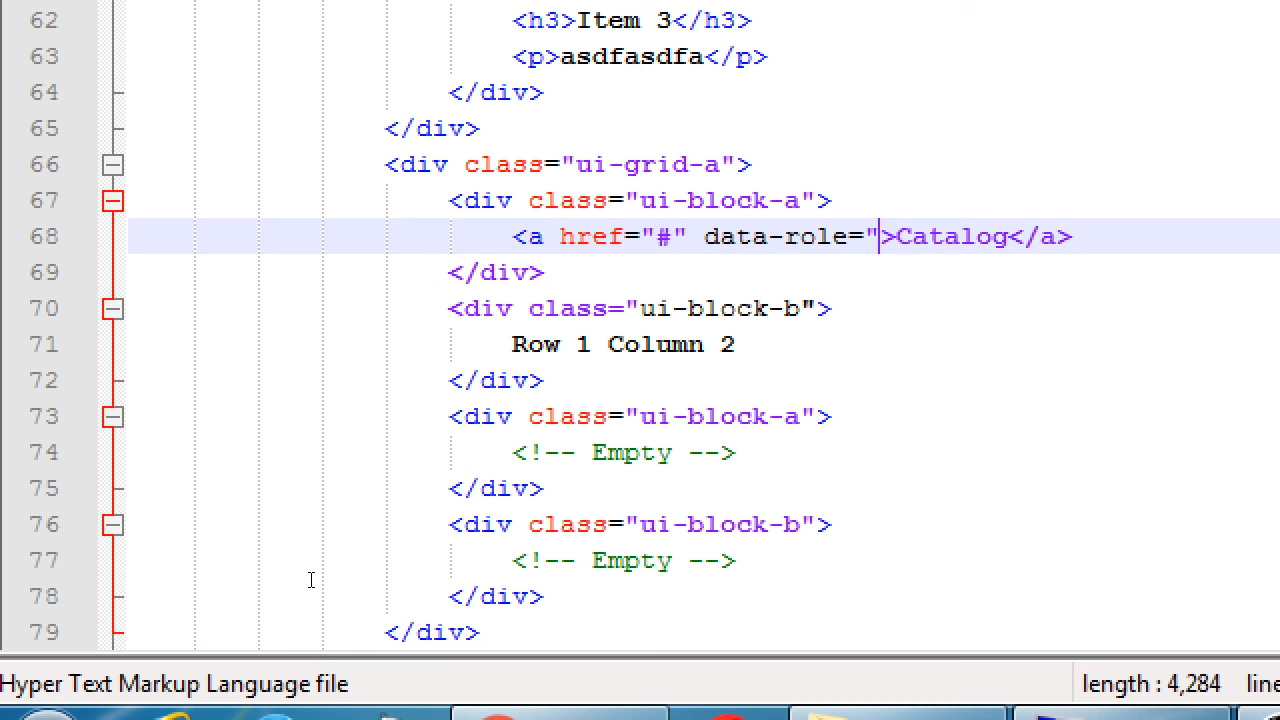 62 <h3>Item 3</h3>
63 <p>asdfasdfa</p>
64 </div>
65 </div>
66 <div class="ui-grid-a">
67 <div class="ui-block-a">
68 <a href="#" data-role=">Catalog</a>
69 </div>
70 <div class="ui-block-b">
71 Row 1 Column 2
72 </div>
73 <div class="ui-block-a">
74 <!-- Empty -->
75 </div>
76 <div class="ui-block-b">
77 <!-- Empty -->
78 </div>
79 </div>
Hyper Text Markup Language file length : 4,284 line